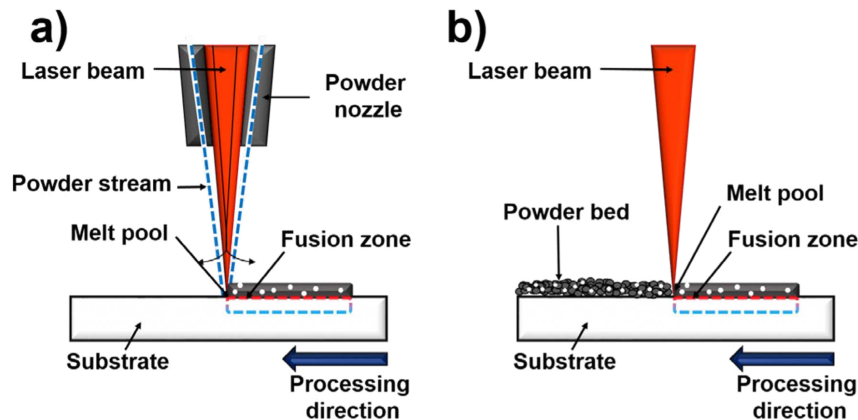 a)
Laser beam
Powder
nozzle
Powder stream
Melt pool
Fusion zone
Substrate
Processing
direction
b)
Laser beam
Powder bed
Melt pool
Fusion zone
Substrate
Processing
direction